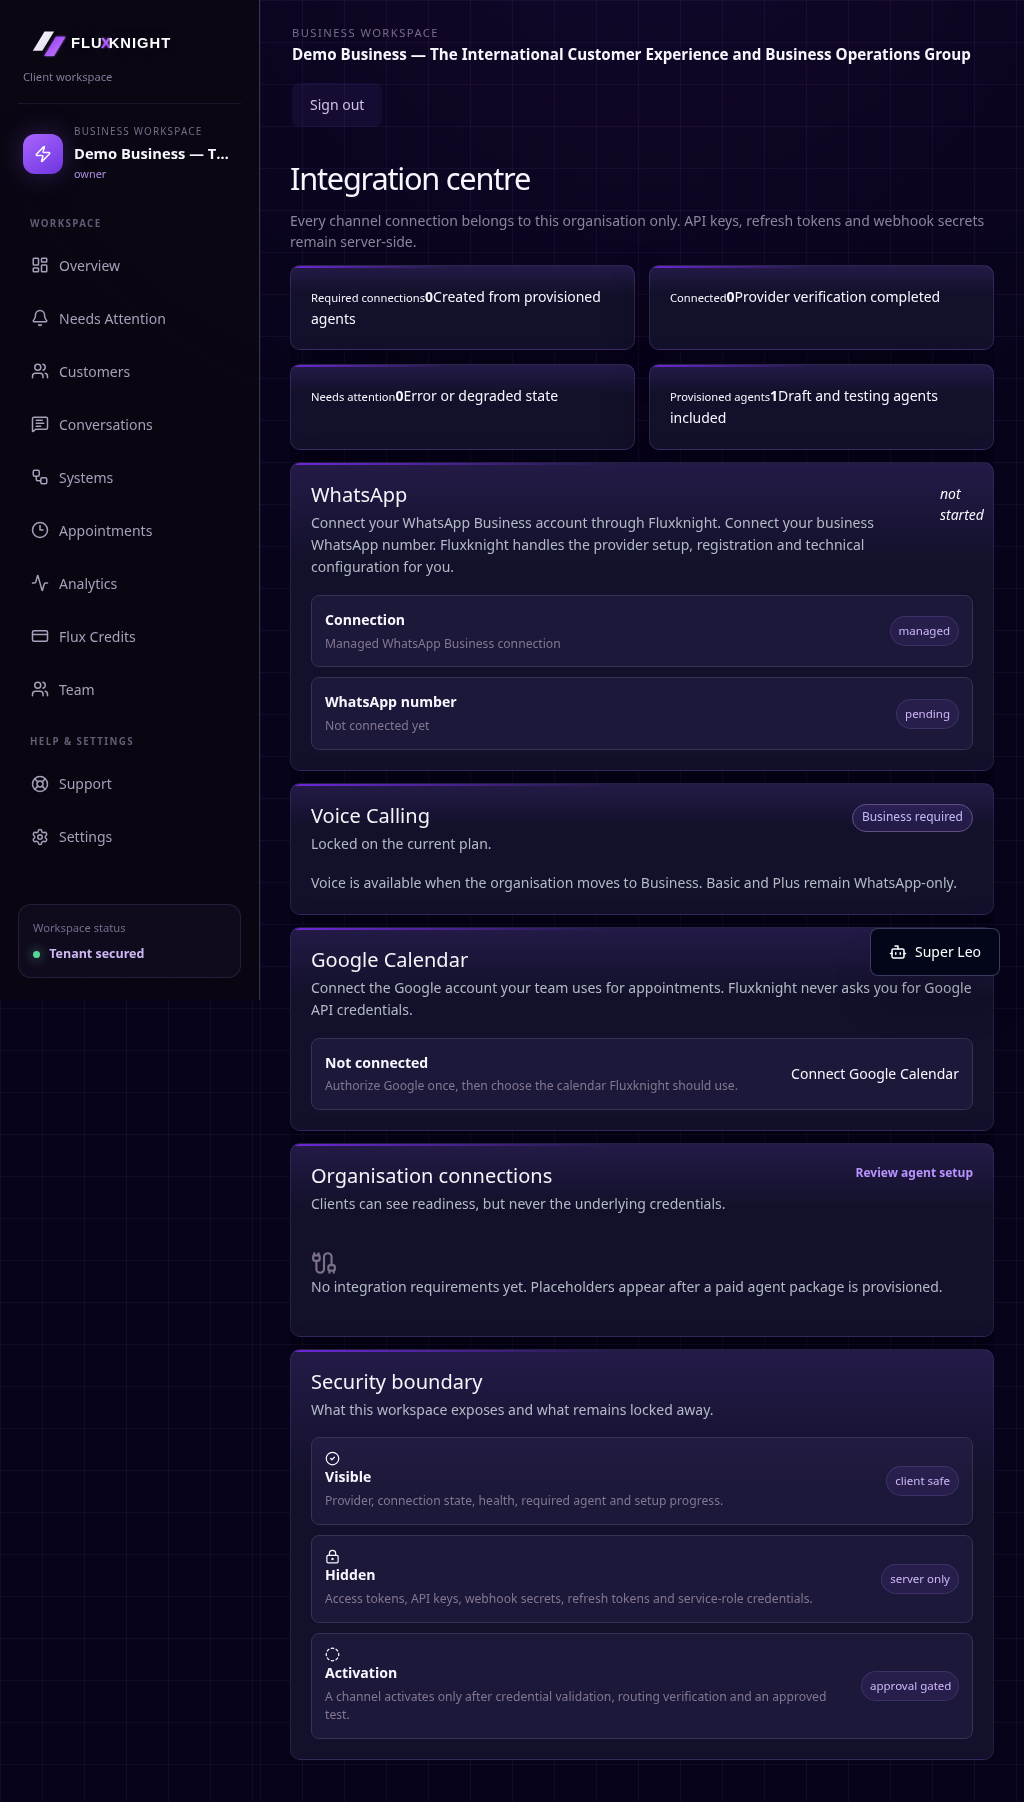 FLUXKNIGHT
Client workspace
BUSINESS WORKSPACE
Demo Business — T...
owner
WORKSPACE
Overview
Needs Attention
Customers
Conversations
Systems
Appointments
Analytics
Flux Credits
Team
HELP & SETTINGS
Support
Settings
Workspace status
Tenant secured
BUSINESS WORKSPACE
Demo Business — The International Customer Experience and Business Operations Group
Sign out
Integration centre
Every channel connection belongs to this organisation only. API keys, refresh tokens and webhook secrets
remain server-side.
Required connections0Created from provisioned
agents
Connected0Provider verification completed
Needs attention0Error or degraded state
Provisioned agents1Draft and testing agents
included
WhatsApp
not
started
Connect your WhatsApp Business account through Fluxknight. Connect your business
WhatsApp number. Fluxknight handles the provider setup, registration and technical
configuration for you.
Connection
Managed WhatsApp Business connection
managed
WhatsApp number
Not connected yet
pending
Voice Calling
Business required
Locked on the current plan.
Voice is available when the organisation moves to Business. Basic and Plus remain WhatsApp-only.
Google Calendar
Super Leo
Connect the Google account your team uses for appointments. Fluxknight never asks you for Google
API credentials.
Not connected
Authorize Google once, then choose the calendar Fluxknight should use.
Connect Google Calendar
Organisation connections
Review agent setup
Clients can see readiness, but never the underlying credentials.
No integration requirements yet. Placeholders appear after a paid agent package is provisioned.
Security boundary
What this workspace exposes and what remains locked away.
Visible
Provider, connection state, health, required agent and setup progress.
client safe
Hidden
Access tokens, API keys, webhook secrets, refresh tokens and service-role credentials.
server only
Activation
A channel activates only after credential validation, routing verification and an approved
test.
approval gated